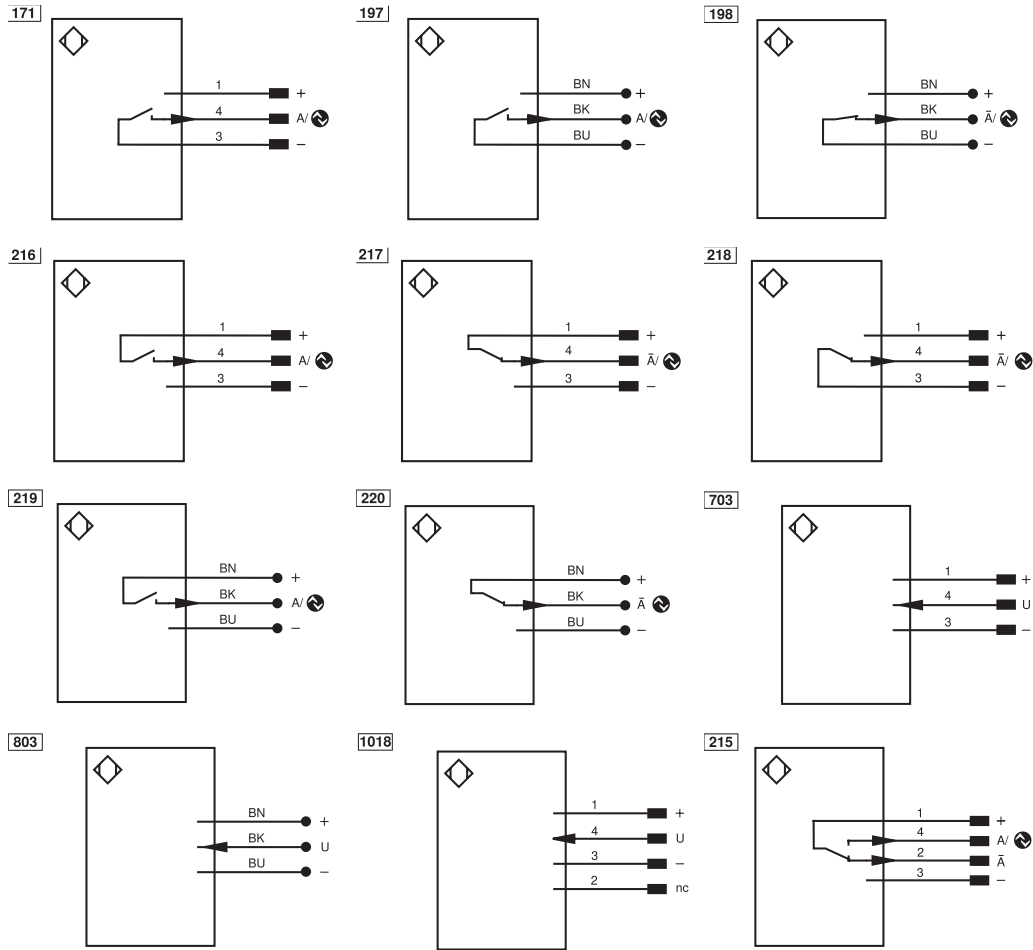 171
1 +
4 A/
3 −
197
BN +
BK A/
BU −
198
BN +
BK Ā/
BU −
216
1 +
4 A/
3 −
217
1 +
4 Ā/
3 −
218
1 +
4 Ā/
3 −
219
BN +
BK A/
BU −
220
BN +
BK Ā
BU −
703
1 +
4 U
3 −
803
BN +
BK U
BU −
1018
1 +
4 U
3 −
2 nc
215
1 +
4 A/
2 Ā
3 −